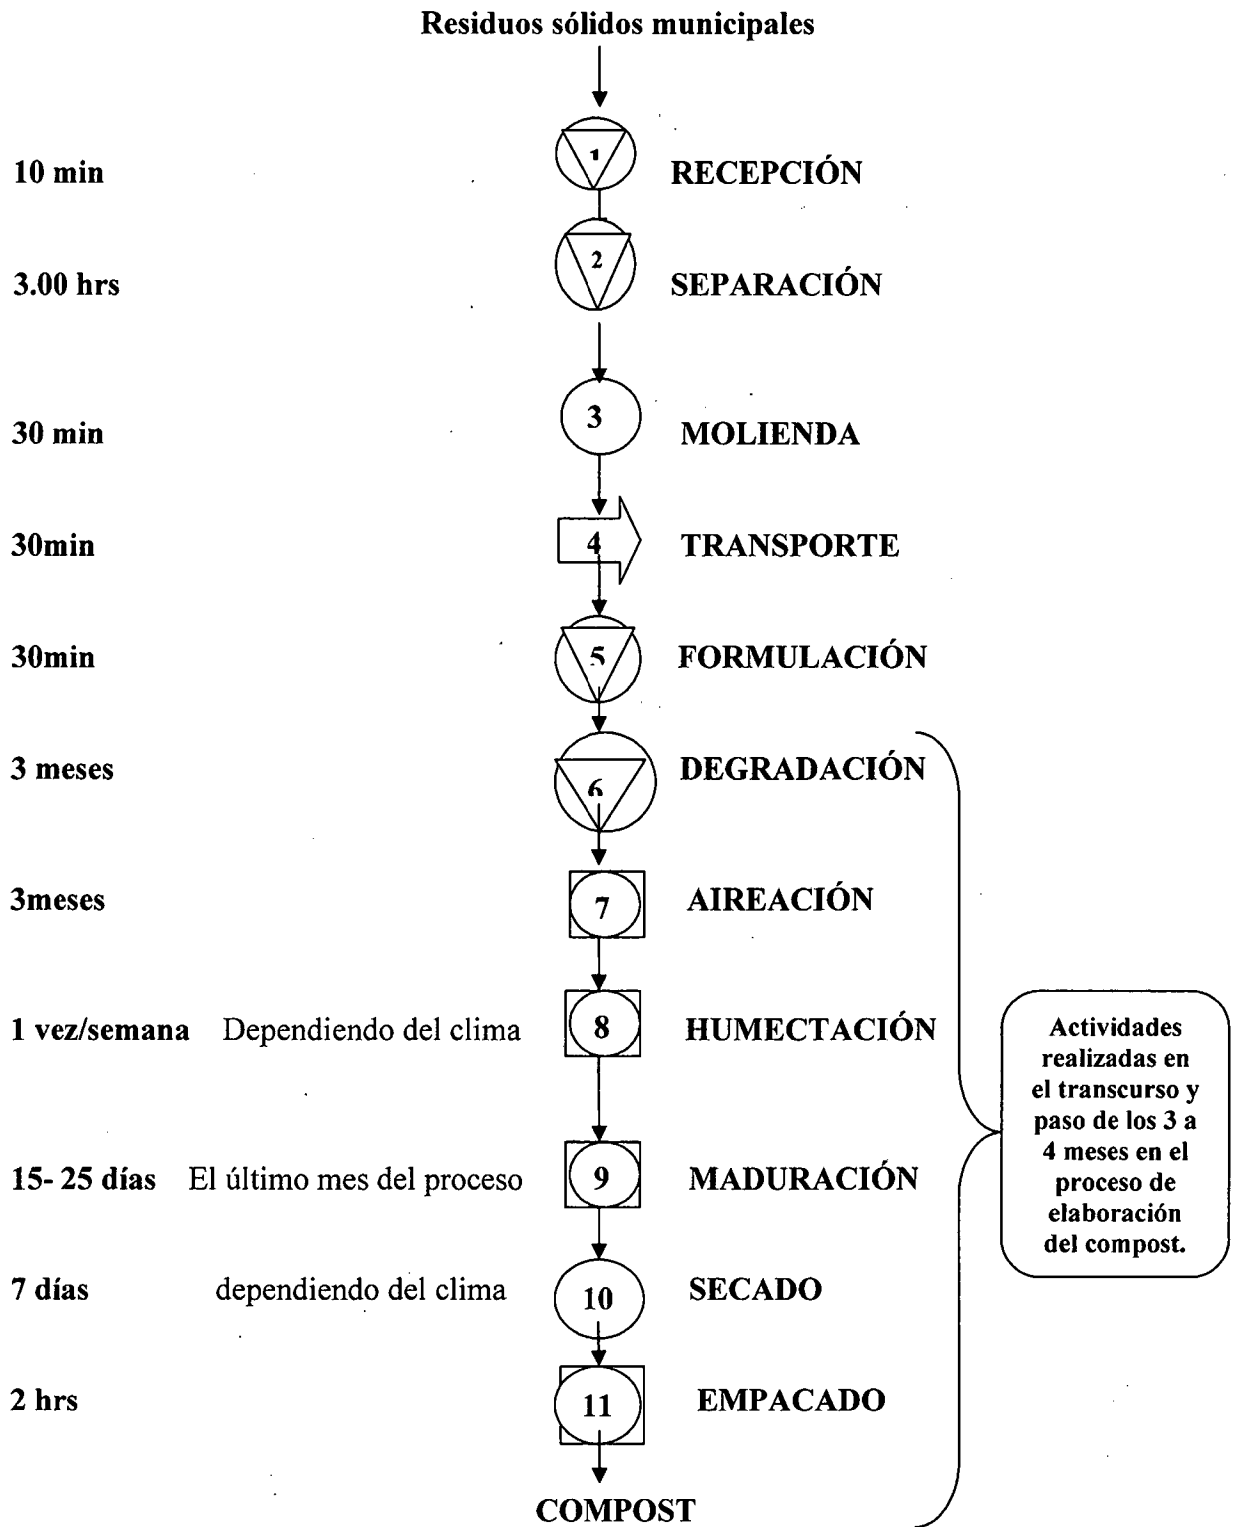 Residuos sólidos municipales
10 min 1 RECEPCIÓN
3.00 hrs 2 SEPARACIÓN
30 min 3 MOLIENDA
30min 4 TRANSPORTE
30min 5 FORMULACIÓN
3 meses 6 DEGRADACIÓN
3meses 7 AIREACIÓN
1 vez/semana Dependiendo del clima 8 HUMECTACIÓN
15- 25 días El último mes del proceso 9 MADURACIÓN
7 días dependiendo del clima 10 SECADO
2 hrs 11 EMPACADO
COMPOST
Actividades
realizadas en
el transcurso y
paso de los 3 a
4 meses en el
proceso de
elaboración
del compost.